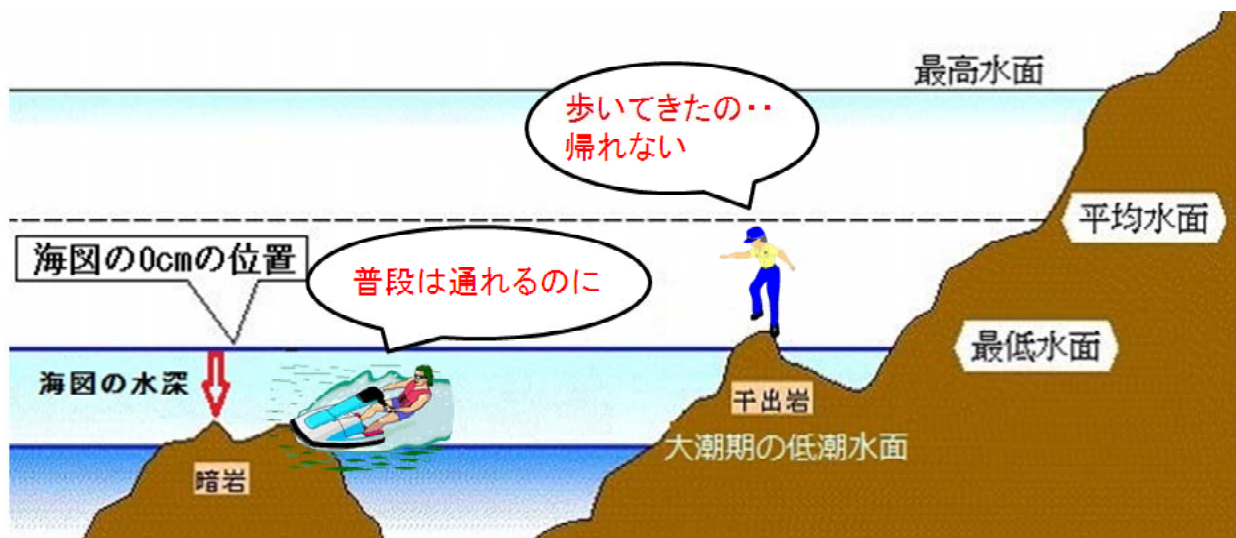 最高水面
歩いてきたの・・
帰れない
平均水面
海図の0cmの位置
普段は通れるのに
最低水面
海図の水深
干出岩
大潮期の低潮水面
暗岩